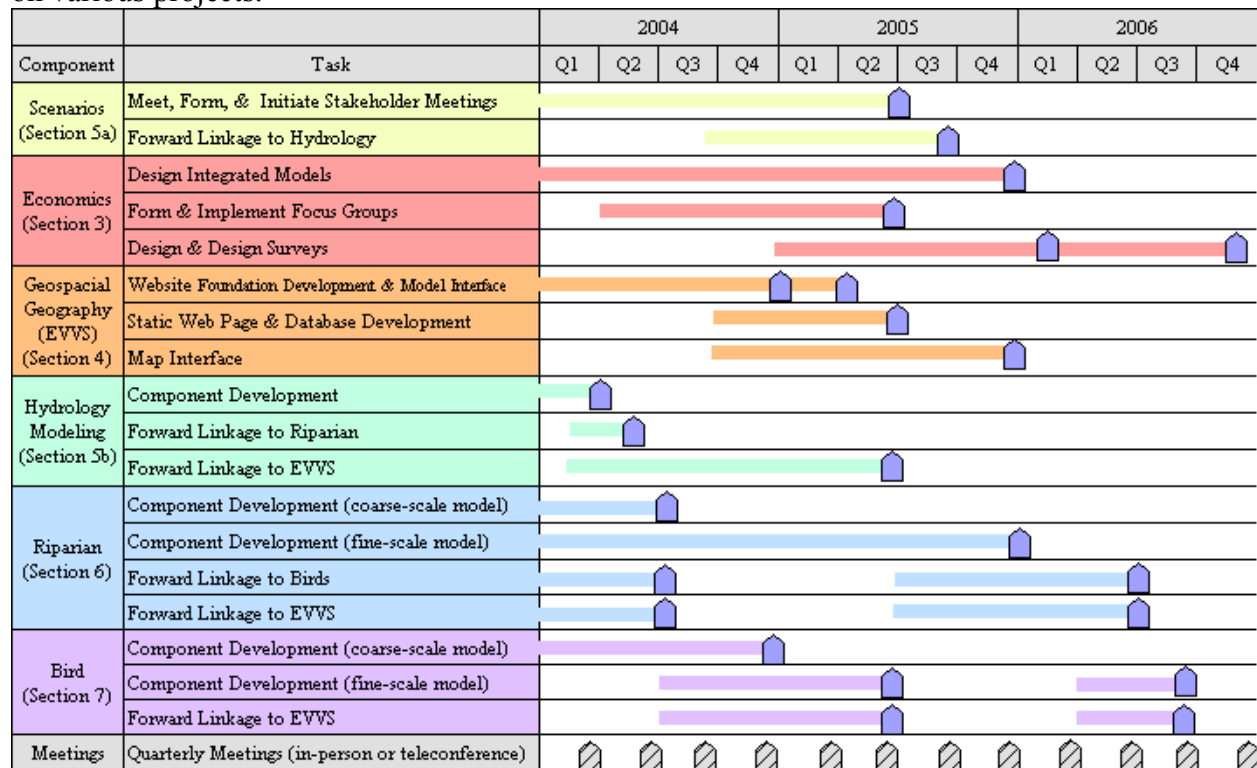 on various projects.
2004 2005 2006
Component Task Q1 Q2 Q3 Q4 Q1 Q2 Q3 Q4 Q1 Q2 Q3 Q4
Scenarios
(Section 5a)
Meet, Form, & Initiate Stakeholder Meetings
Forward Linkage to Hydrology
Economics
(Section 3)
Design Integrated Models
Form & Implement Focus Groups
Design & Design Surveys
Geospacial
Geography
(EVVS)
(Section 4)
Website Foundation Development & Model Interface
Static Web Page & Database Development
Map Interface
Hydrology
Modeling
(Section 5b)
Component Development
Forward Linkage to Riparian
Forward Linkage to EVVS
Riparian
(Section 6)
Component Development (coarse-scale model)
Component Development (fine-scale model)
Forward Linkage to Birds
Forward Linkage to EVVS
Bird
(Section 7)
Component Development (coarse-scale model)
Component Development (fine-scale model)
Forward Linkage to EVVS
Meetings Quarterly Meetings (in-person or teleconference)